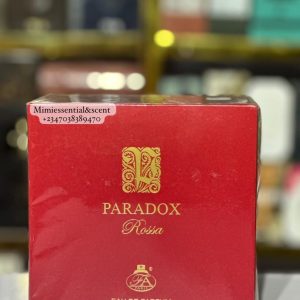 Mimiessential&scent
+2347038389470
PARADOX
Rossa